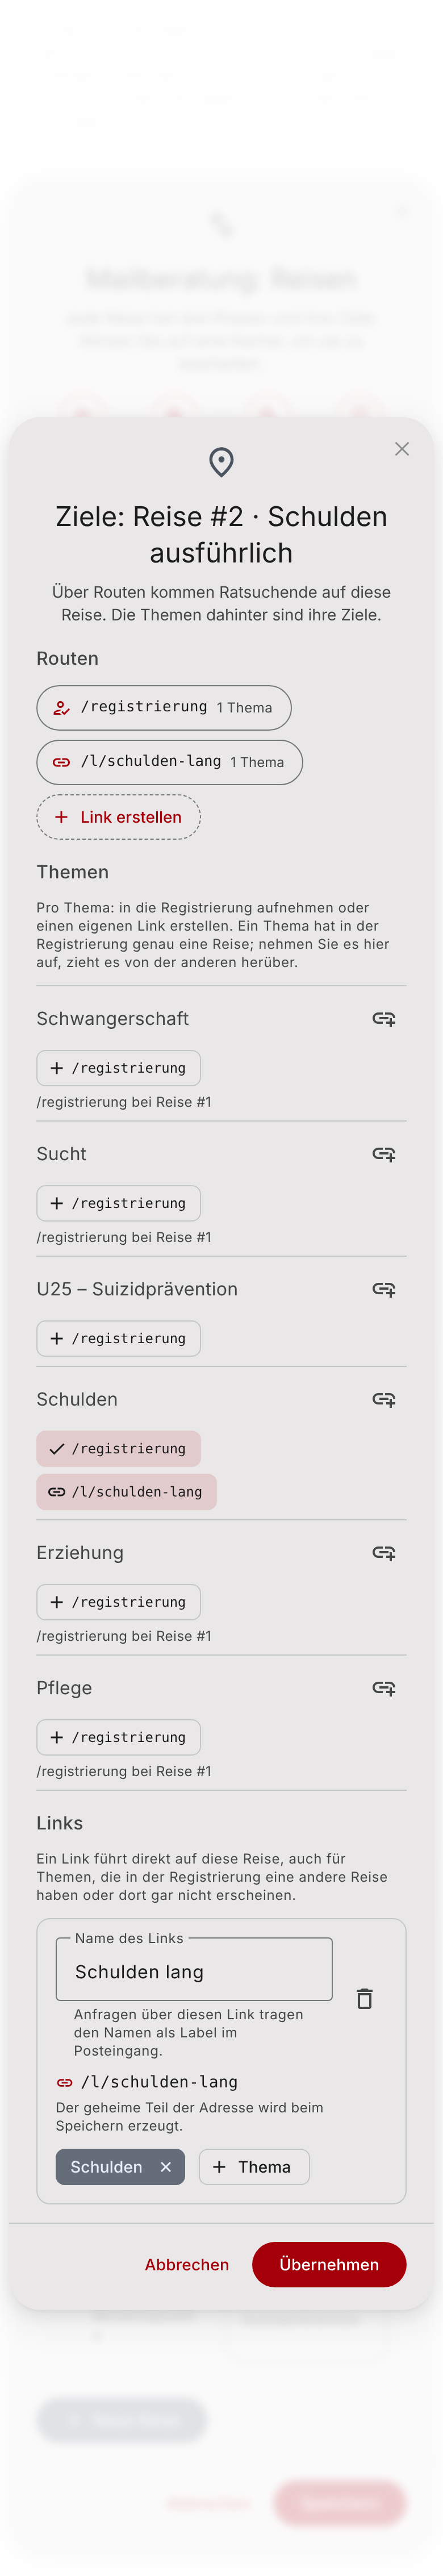 Mailberatung: Reisen
Ziele: Reise #2 · Schulden
ausführlich
Über Routen kommen Ratsuchende auf diese
Reise. Die Themen dahinter sind ihre Ziele.
Routen
/registrierung 1 Thema
/l/schulden-lang 1 Thema
Link erstellen
Themen
Pro Thema: in die Registrierung aufnehmen oder
einen eigenen Link erstellen. Ein Thema hat in der
Registrierung genau eine Reise; nehmen Sie es hier
auf, zieht es von der anderen herüber.
Schwangerschaft
/registrierung
/registrierung bei Reise #1
Sucht
/registrierung
/registrierung bei Reise #1
U25 – Suizidprävention
/registrierung
Schulden
/registrierung
/l/schulden-lang
Erziehung
/registrierung
/registrierung bei Reise #1
Pflege
/registrierung
/registrierung bei Reise #1
Links
Ein Link führt direkt auf diese Reise, auch für
Themen, die in der Registrierung eine andere Reise
haben oder dort gar nicht erscheinen.
Name des Links
Schulden lang
Anfragen über diesen Link tragen
den Namen als Label im
Posteingang.
/l/schulden-lang
Der geheime Teil der Adresse wird beim
Speichern erzeugt.
Schulden
Thema
Abbrechen
Übernehmen